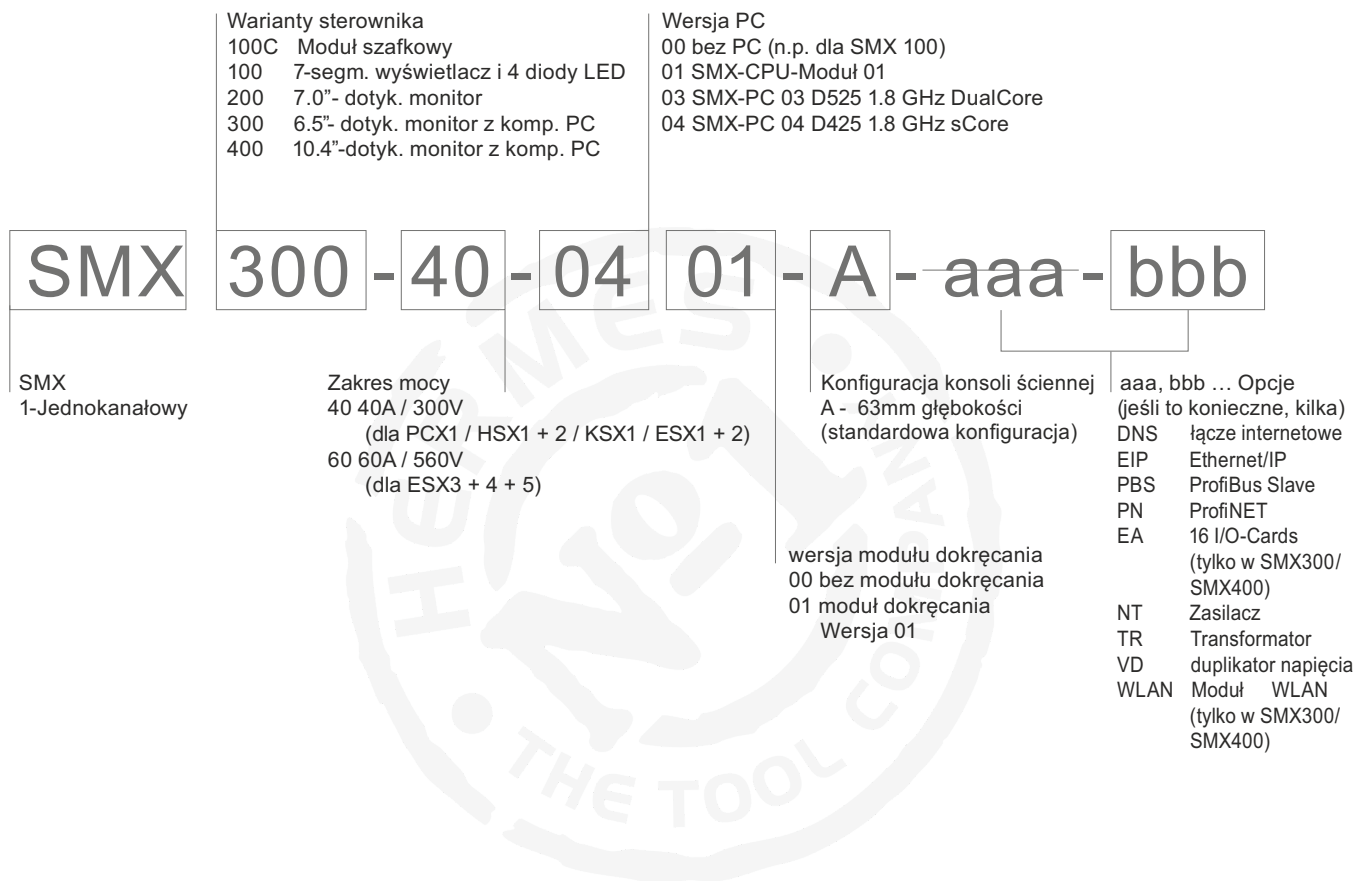 Warianty sterownika
100C Moduł szafkowy
100 7-segm. wyświetlacz i 4 diody LED
200 7.0”- dotyk. monitor
300 6.5”- dotyk. monitor z komp. PC
400 10.4”-dotyk. monitor z komp. PC
Wersja PC
00 bez PC (n.p. dla SMX 100)
01 SMX-CPU-Moduł 01
03 SMX-PC 03 D525 1.8 GHz DualCore
04 SMX-PC 04 D425 1.8 GHz sCore
SMX 300 - 40 - 04 01 - A - aaa - bbb
SMX
1-Jednokanałowy
Zakres mocy
40 40A / 300V
(dla PCX1 / HSX1 + 2 / KSX1 / ESX1 + 2)
60 60A / 560V
(dla ESX3 + 4 + 5)
wersja modułu dokręcania
00 bez modułu dokręcania
01 moduł dokręcania
Wersja 01
Konfiguracja konsoli ściennej
A - 63mm głębokości
(standardowa konfiguracja)
aaa, bbb … Opcje
(jeśli to konieczne, kilka)
DNS łącze internetowe
EIP Ethernet/IP
PBS ProfiBus Slave
PN ProfiNET
EA 16 I/O-Cards
(tylko w SMX300/
SMX400)
NT Zasilacz
TR Transformator
VD duplikator napięcia
WLAN Moduł WLAN
(tylko w SMX300/
SMX400)
HERMES
No1
THE TOOL COMPANY